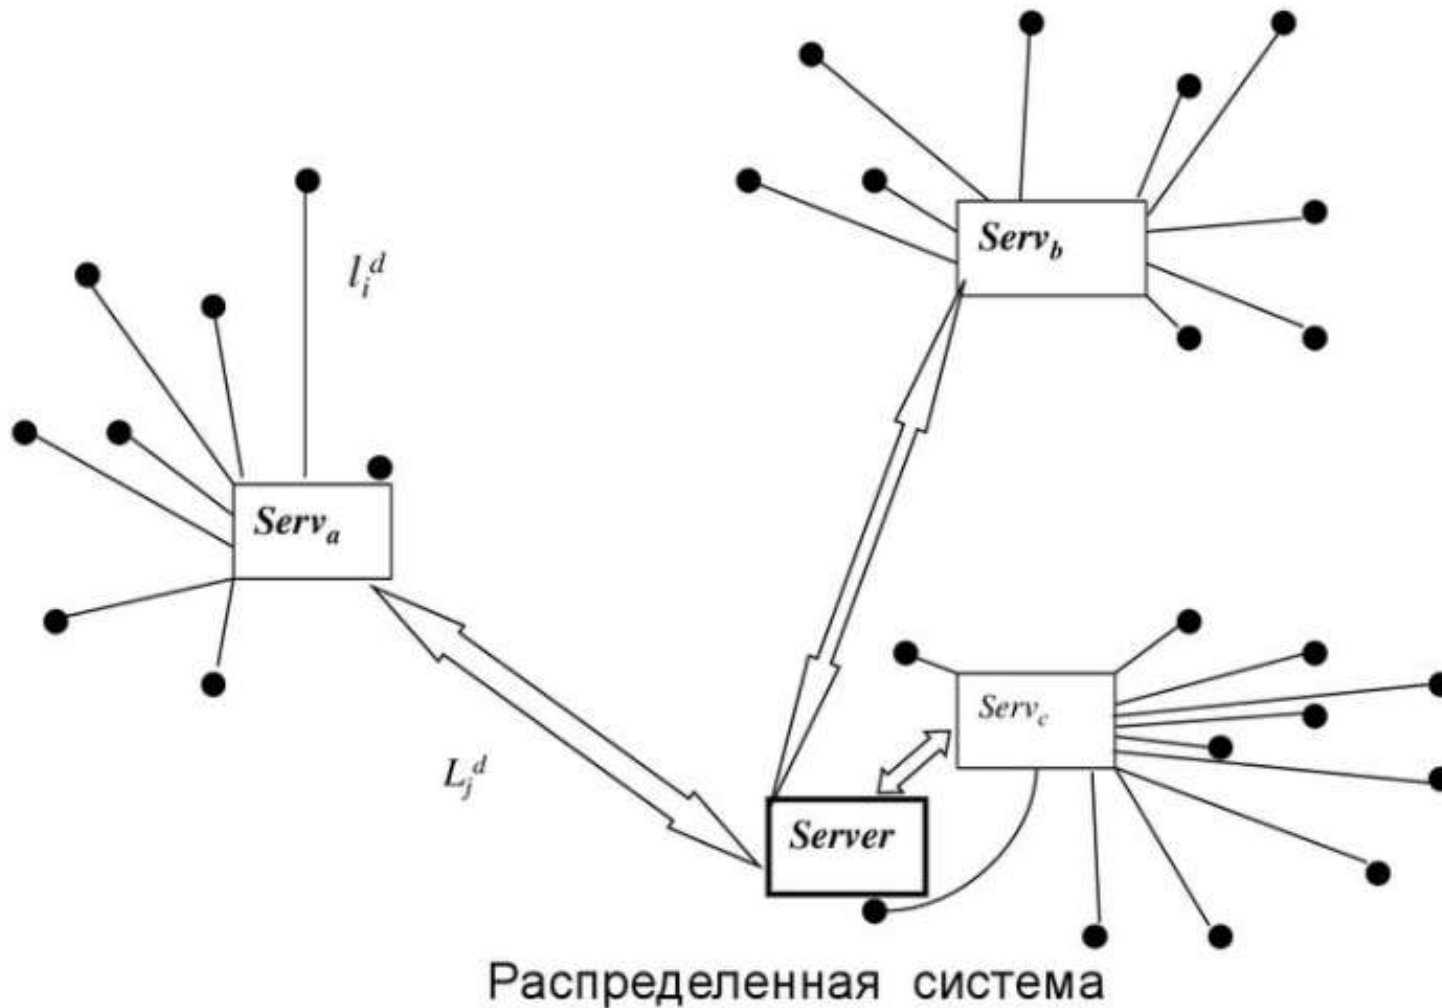 Serv_b
l_i^d
Serv_a
Serv_c
L_j^d
Server
Распределенная система